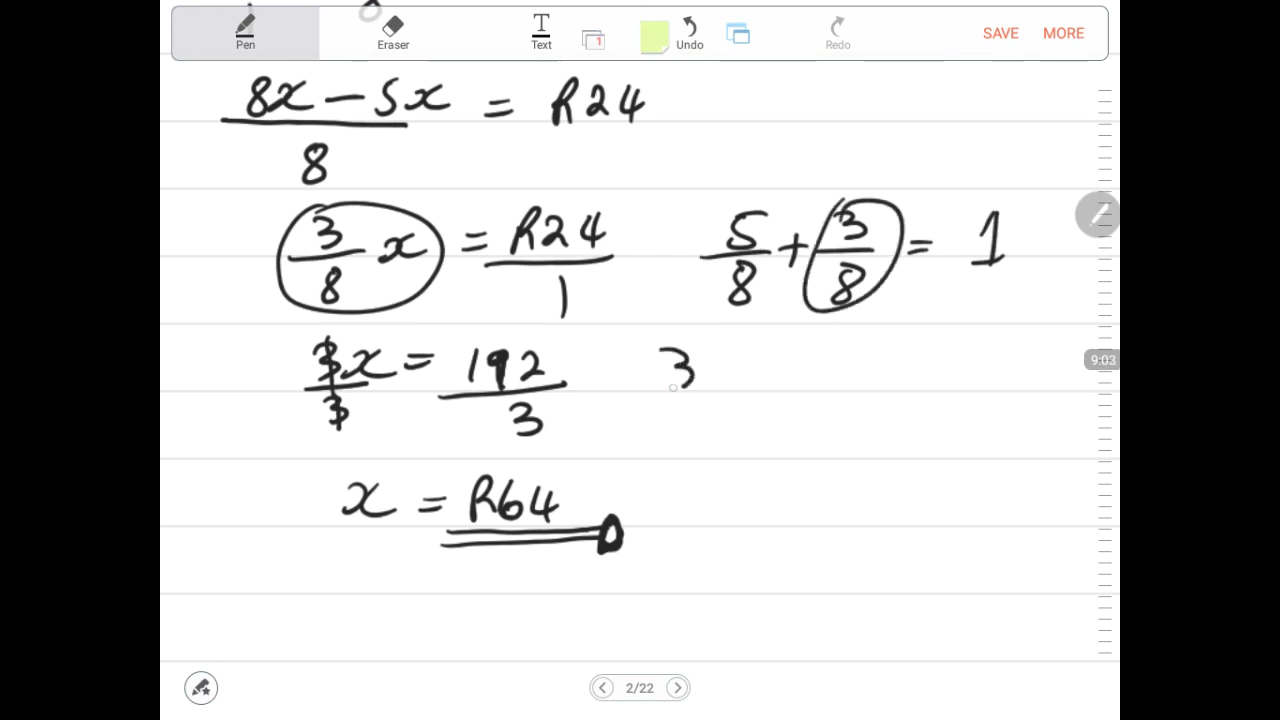 Pen
Eraser
Text
1
Undo
Redo
SAVE
MORE
8x - 5x = R24
8
3/8 x = R24/1    5/8 + 3/8 = 1
3x/3 = 192/3    3
x = R64
9:03
2/22